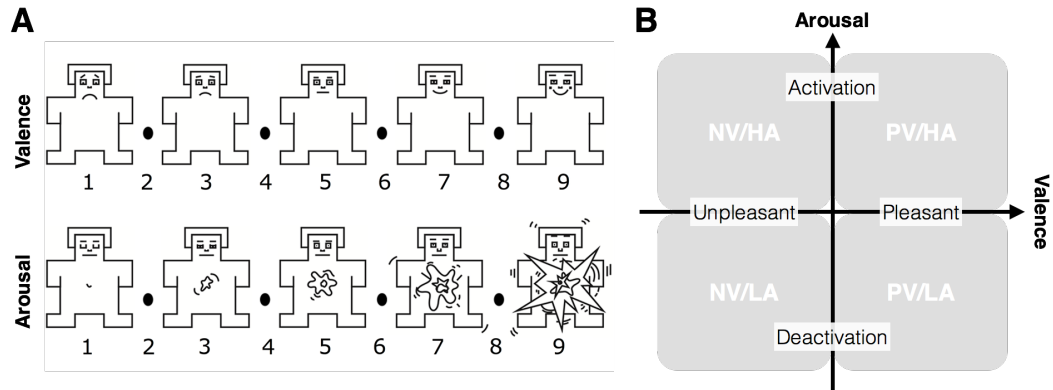 A
Valence
1 2 3 4 5 6 7 8 9
Arousal
1 2 3 4 5 6 7 8 9
B
Arousal
Activation
NV/HA PV/HA
Unpleasant Pleasant
Valence
NV/LA PV/LA
Deactivation